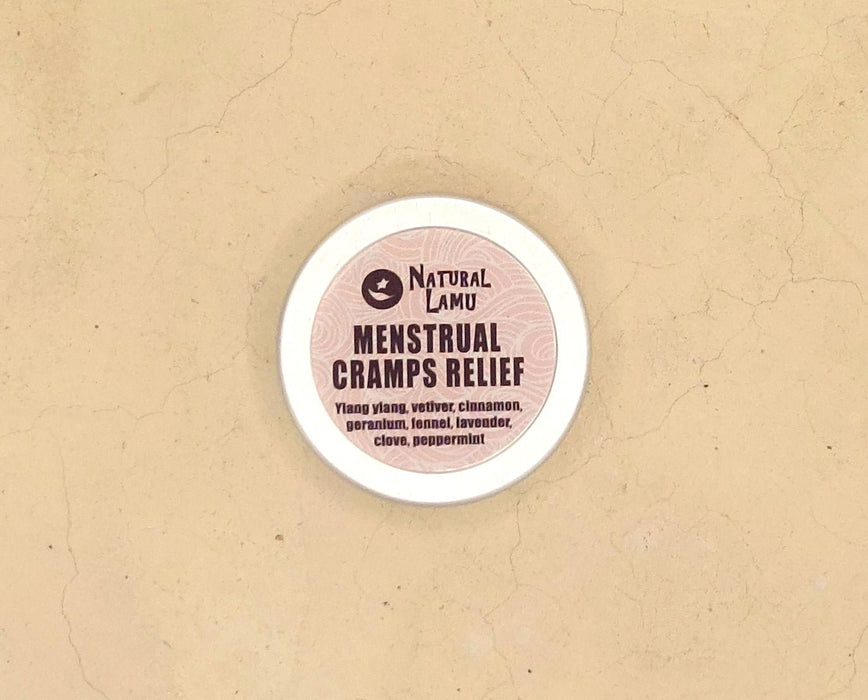 NATURAL
LAMU
MENSTRUAL
CRAMPS RELIEF
Ylang ylang, vetiver, cinnamon,
geranium, fennel, lavender,
clove, peppermint